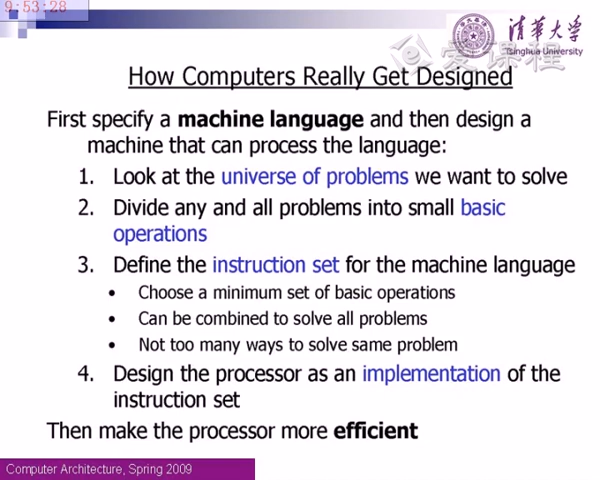 9:53:28
清华大学
Tsinghua University
爱课程
How Computers Really Get Designed
First specify a machine language and then design a
machine that can process the language:
1. Look at the universe of problems we want to solve
2. Divide any and all problems into small basic
operations
3. Define the instruction set for the machine language
• Choose a minimum set of basic operations
• Can be combined to solve all problems
• Not too many ways to solve same problem
4. Design the processor as an implementation of the
instruction set
Then make the processor more efficient
Computer Architecture, Spring 2009